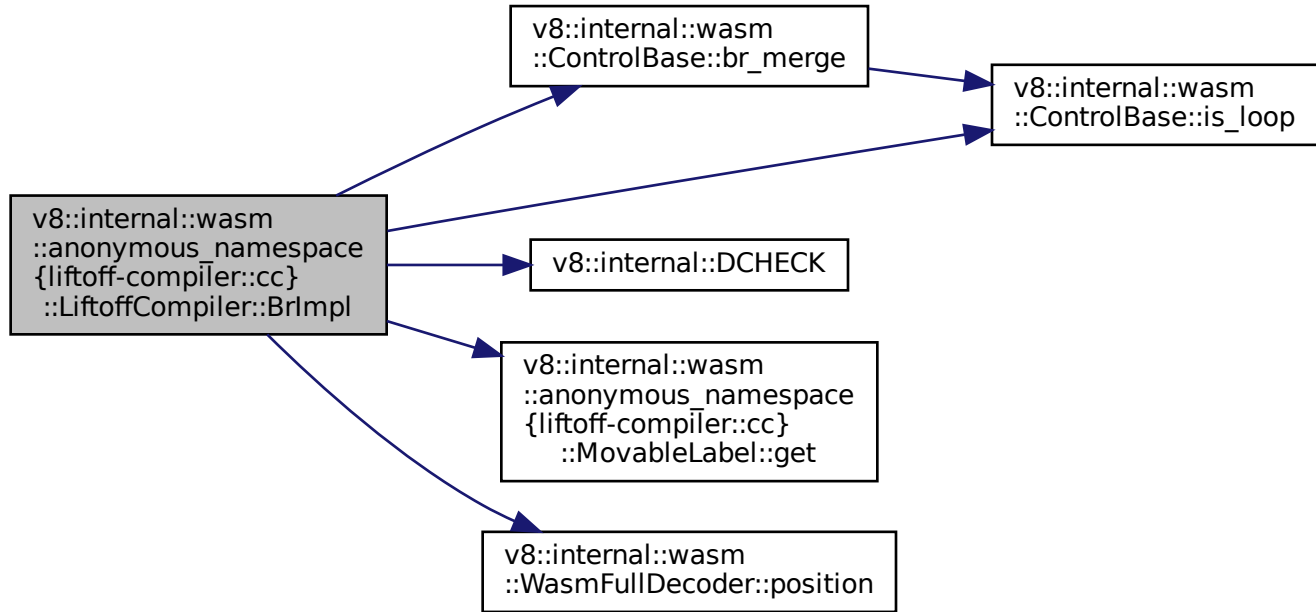 v8::internal::wasm
::anonymous_namespace
{liftoff-compiler::cc}
::LiftoffCompiler::BrImpl
v8::internal::wasm
::ControlBase::br_merge
v8::internal::wasm
::ControlBase::is_loop
v8::internal::DCHECK
v8::internal::wasm
::anonymous_namespace
{liftoff-compiler::cc}
::MovableLabel::get
v8::internal::wasm
::WasmFullDecoder::position